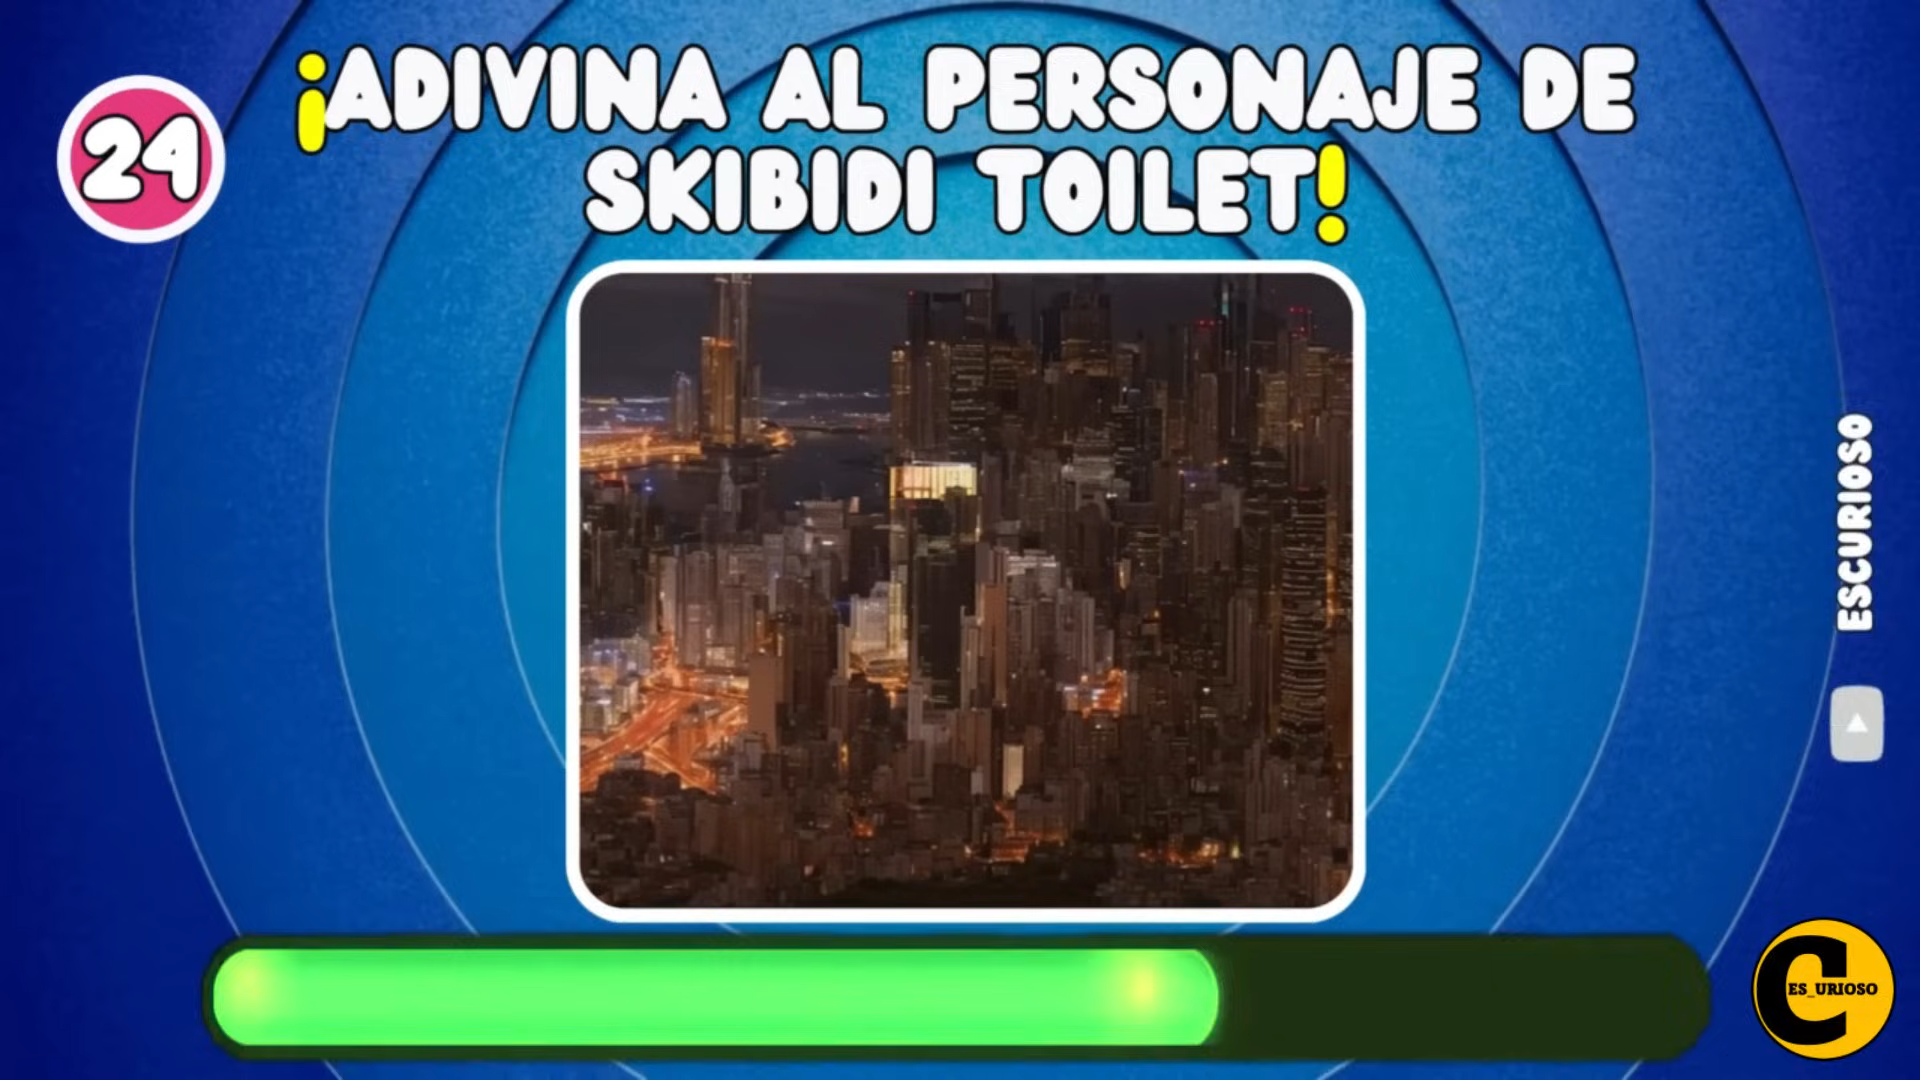 24
¡ADIVINA AL PERSONAJE DE
SKIBIDI TOILET!
ESCURIOSO
ES_URIOSO